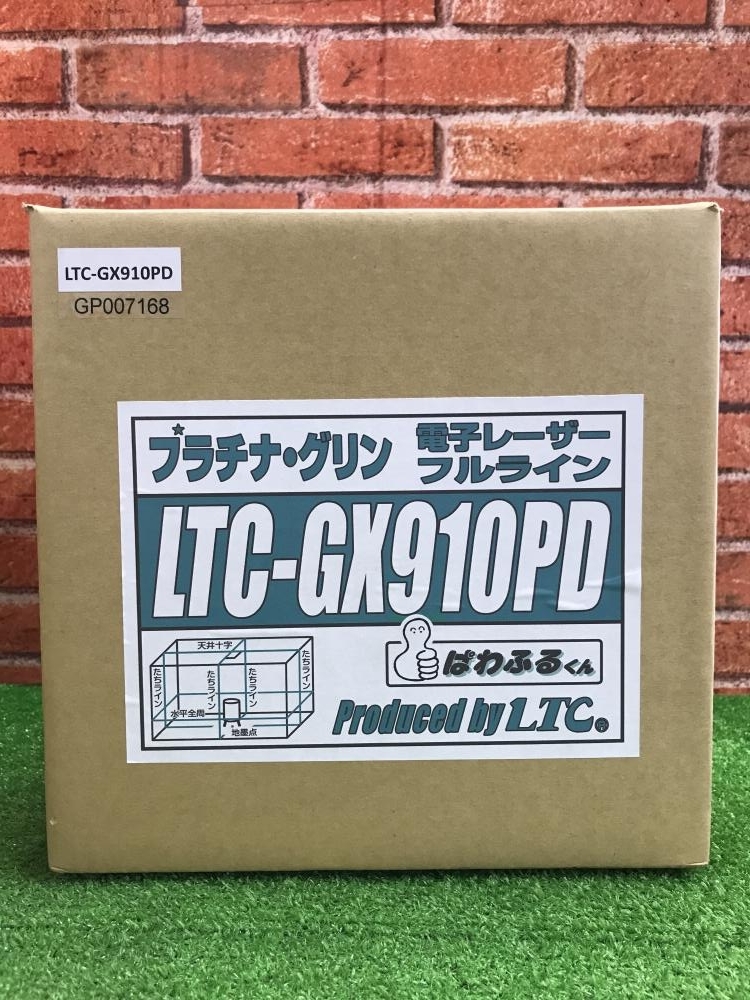 LTC-GX910PD
GP007168
プラチナ・グリン
電子レーザー
フルライン
LTC-GX910PD
天井十字
たちライン
たちライン
たちライン
たちライン
水平全周
地墨点
ぱわふるくん
Produced by LTC®